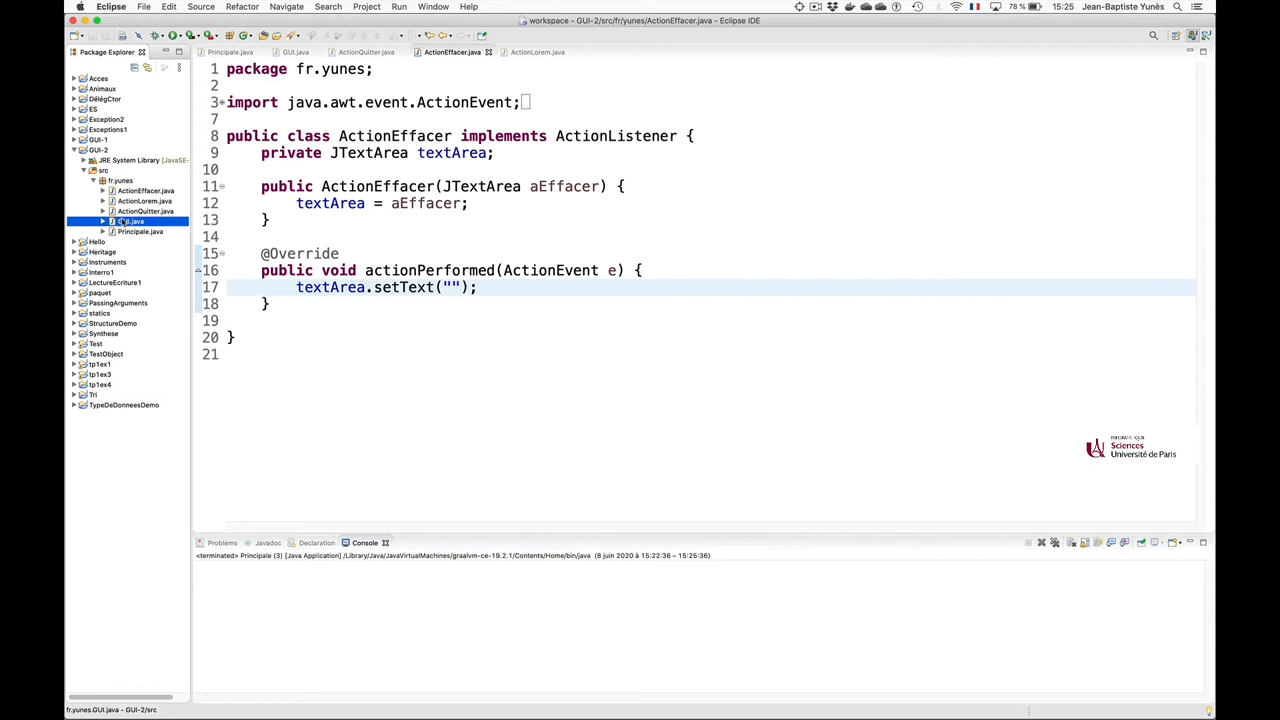 Eclipse File Edit Source Refactor Navigate Search Project Run Window Help 78 % 15:25 Jean-Baptiste Yunès
workspace - GUI-2/src/fr/yunes/ActionEffacer.java - Eclipse IDE
Package Explorer
Acces
Animaux
DélégCtor
ES
Exception2
Exceptions1
GUI-1
GUI-2
JRE System Library [JavaSE-
src
fr.yunes
ActionEffacer.java
ActionLorem.java
ActionQuitter.java
GUI.java
Principale.java
Hello
Heritage
Instruments
Interro1
LectureEcriture1
paquet
PassingArguments
statics
StructureDemo
Synthese
Test
TestObject
tp1ex1
tp1ex3
tp1ex4
Tri
TypeDeDonneesDemo
Principale.java GUI.java ActionQuitter.java ActionEffacer.java ActionLorem.java
1 package fr.yunes;
2
3 import java.awt.event.ActionEvent;
7
8 public class ActionEffacer implements ActionListener {
9 private JTextArea textArea;
10
11 public ActionEffacer(JTextArea aEffacer) {
12 textArea = aEffacer;
13 }
14
15 @Override
16 public void actionPerformed(ActionEvent e) {
17 textArea.setText("");
18 }
19
20 }
21
INFORMATIQUE
Sciences
Université de Paris
Problems Javadoc Declaration Console
<terminated> Principale (3) [Java Application] /Library/Java/JavaVirtualMachines/graalvm-ce-19.2.1/Contents/Home/bin/java (8 juin 2020 à 15:22:36 – 15:25:36)
fr.yunes.GUI.java - GUI-2/src